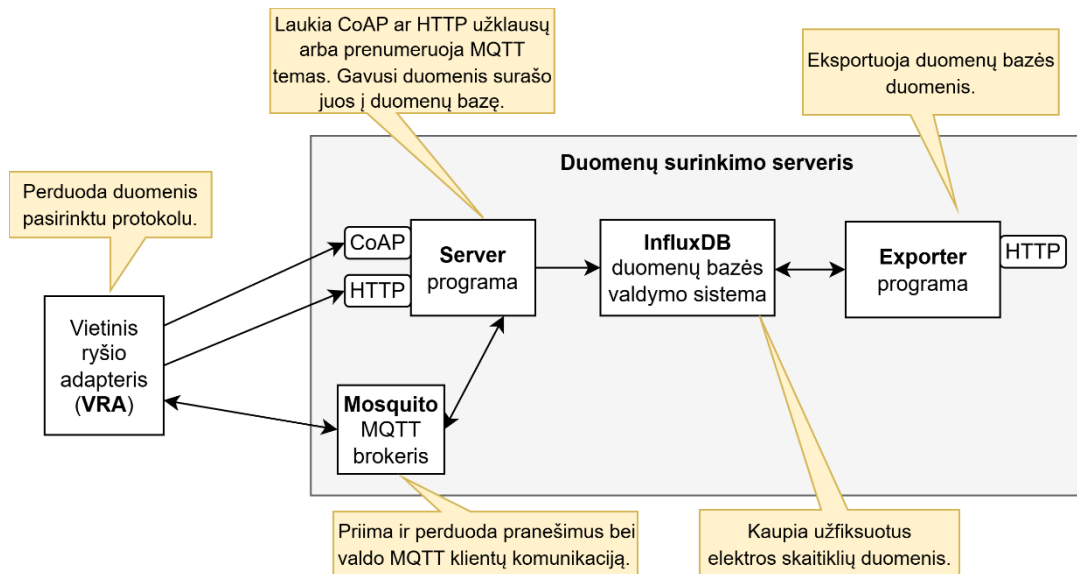 Laukia CoAP ar HTTP užklausų
arba prenumeruoja MQTT
temas. Gavusi duomenis surašo
juos į duomenų bazę.
Eksportuoja duomenų bazės
duomenis.
Duomenų surinkimo serveris
Perduoda duomenis
pasirinktu protokolu.
CoAP
HTTP
Server
programa
InfluxDB
duomenų bazės
valdymo sistema
Exporter
programa
HTTP
Vietinis
ryšio
adapteris
(VRA)
Mosquito
MQTT
brokeris
Priima ir perduoda pranešimus bei
valdo MQTT klientų komunikaciją.
Kaupia užfiksuotus
elektros skaitiklių duomenis.